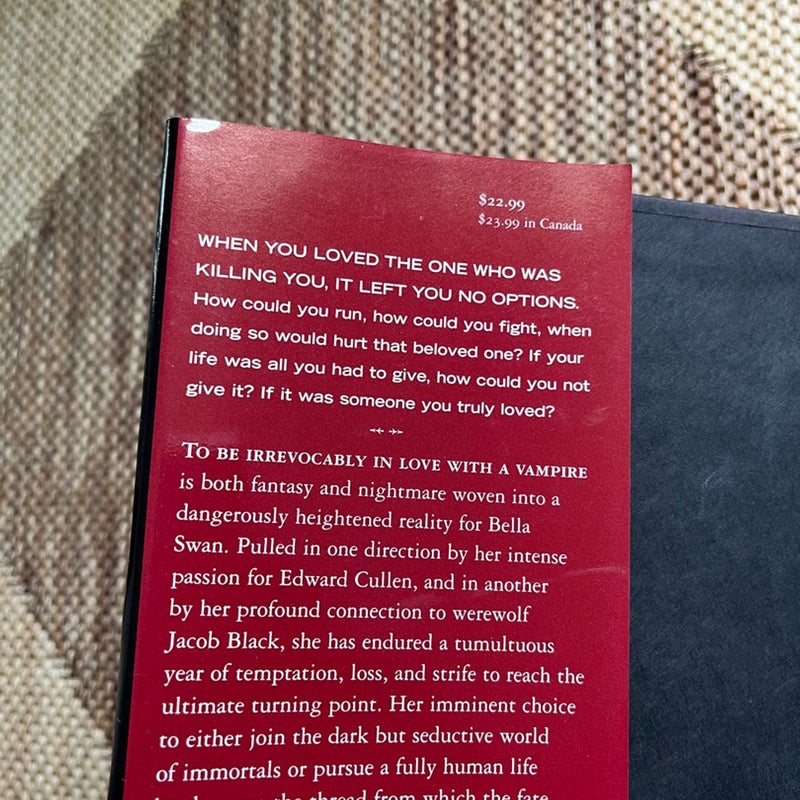 $22.99
$23.99 in Canada
WHEN YOU LOVED THE ONE WHO WAS
KILLING YOU, IT LEFT YOU NO OPTIONS.
How could you run, how could you fight, when
doing so would hurt that beloved one? If your
life was all you had to give, how could you not
give it? If it was someone you truly loved?
To be irrevocably in love with a vampire
is both fantasy and nightmare woven into a
dangerously heightened reality for Bella
Swan. Pulled in one direction by her intense
passion for Edward Cullen, and in another
by her profound connection to werewolf
Jacob Black, she has endured a tumultuous
year of temptation, loss, and strife to reach the
ultimate turning point. Her imminent choice
to either join the dark but seductive world
of immortals or pursue a fully human life
the thread from which the fate